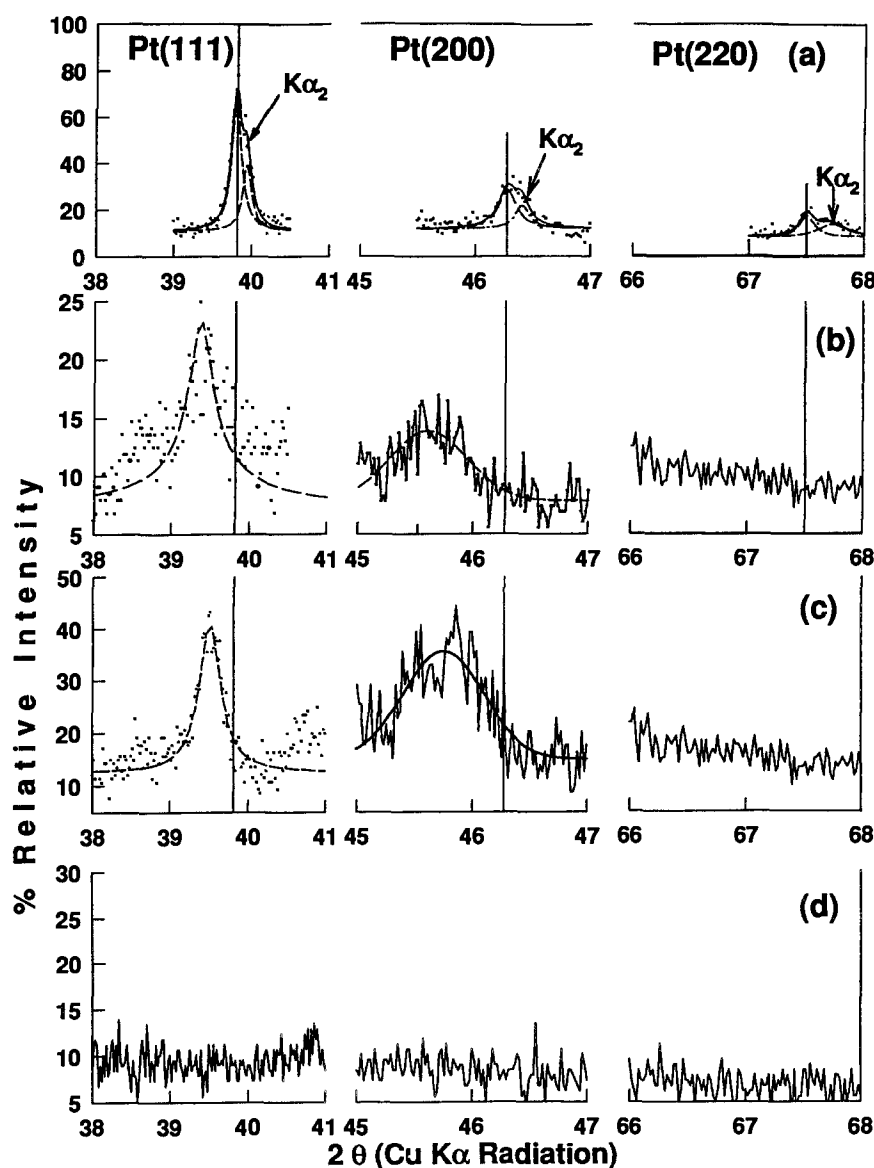 100
80
60
40
20
0
Pt(111)
Kα₂
Pt(200)
Kα₂
Pt(220) (a)
Kα₂
38 39 40 41 45 46 47 66 67 68
25
20
15
10
5
(b)
38 39 40 41 45 46 47 66 67 68
50
40
30
20
10
(c)
38 39 40 41 45 46 47 66 67 68
30
25
20
15
10
5
(d)
38 39 40 41 45 46 47 66 67 68
% Relative Intensity
2 θ (Cu Kα Radiation)